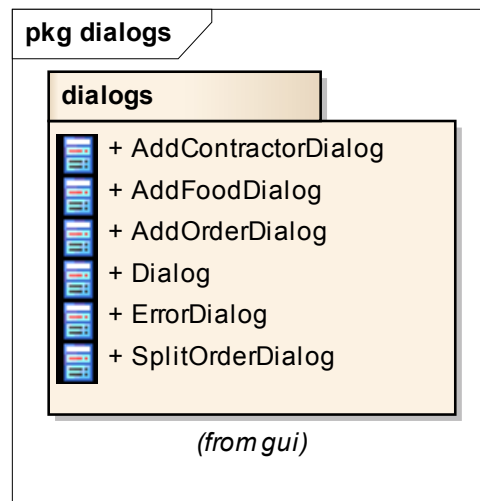 pkg dialogs
dialogs
+ AddContractorDialog
+ AddFoodDialog
+ AddOrderDialog
+ Dialog
+ ErrorDialog
+ SplitOrderDialog
(from gui)